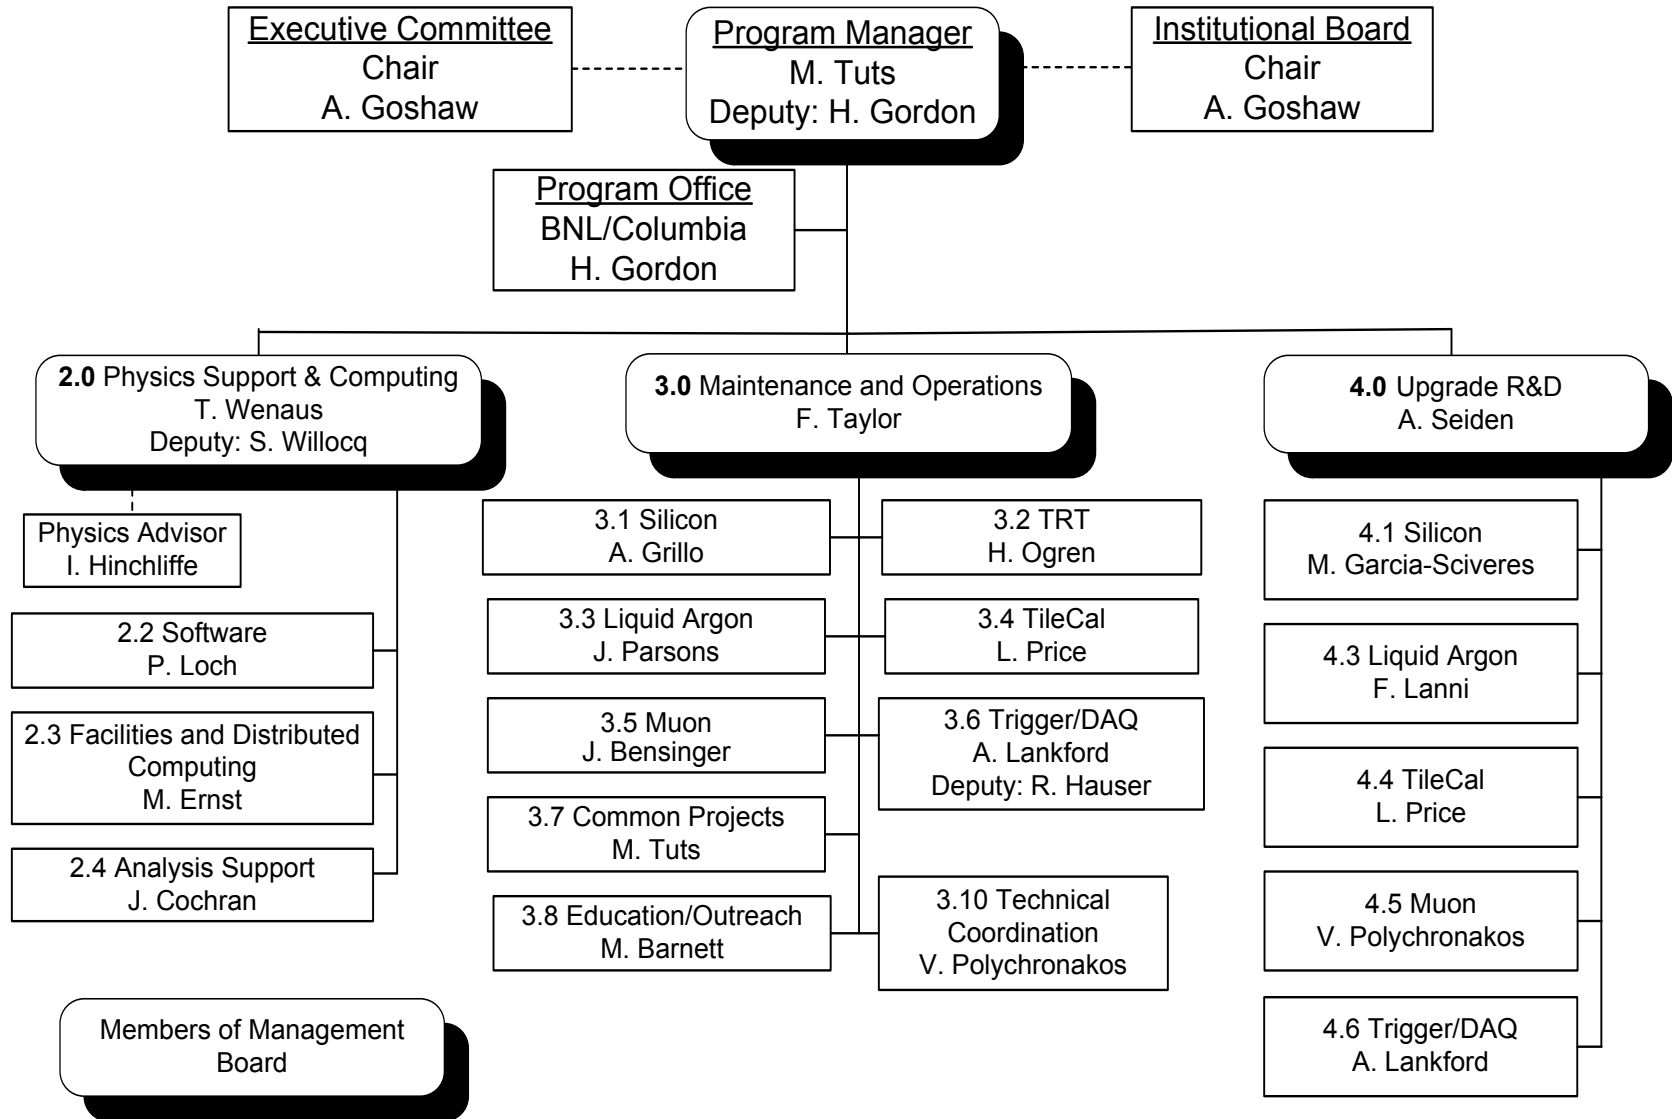 Executive Committee
Chair
A. Goshaw
Program Manager
M. Tuts
Deputy: H. Gordon
Institutional Board
Chair
A. Goshaw
Program Office
BNL/Columbia
H. Gordon
2.0 Physics Support & Computing
T. Wenaus
Deputy: S. Willocq
3.0 Maintenance and Operations
F. Taylor
4.0 Upgrade R&D
A. Seiden
Physics Advisor
I. Hinchliffe
2.2 Software
P. Loch
2.3 Facilities and Distributed
Computing
M. Ernst
2.4 Analysis Support
J. Cochran
3.1 Silicon
A. Grillo
3.2 TRT
H. Ogren
3.3 Liquid Argon
J. Parsons
3.4 TileCal
L. Price
3.5 Muon
J. Bensinger
3.6 Trigger/DAQ
A. Lankford
Deputy: R. Hauser
3.7 Common Projects
M. Tuts
3.8 Education/Outreach
M. Barnett
3.10 Technical
Coordination
V. Polychronakos
4.1 Silicon
M. Garcia-Sciveres
4.3 Liquid Argon
F. Lanni
4.4 TileCal
L. Price
4.5 Muon
V. Polychronakos
4.6 Trigger/DAQ
A. Lankford
Members of Management
Board